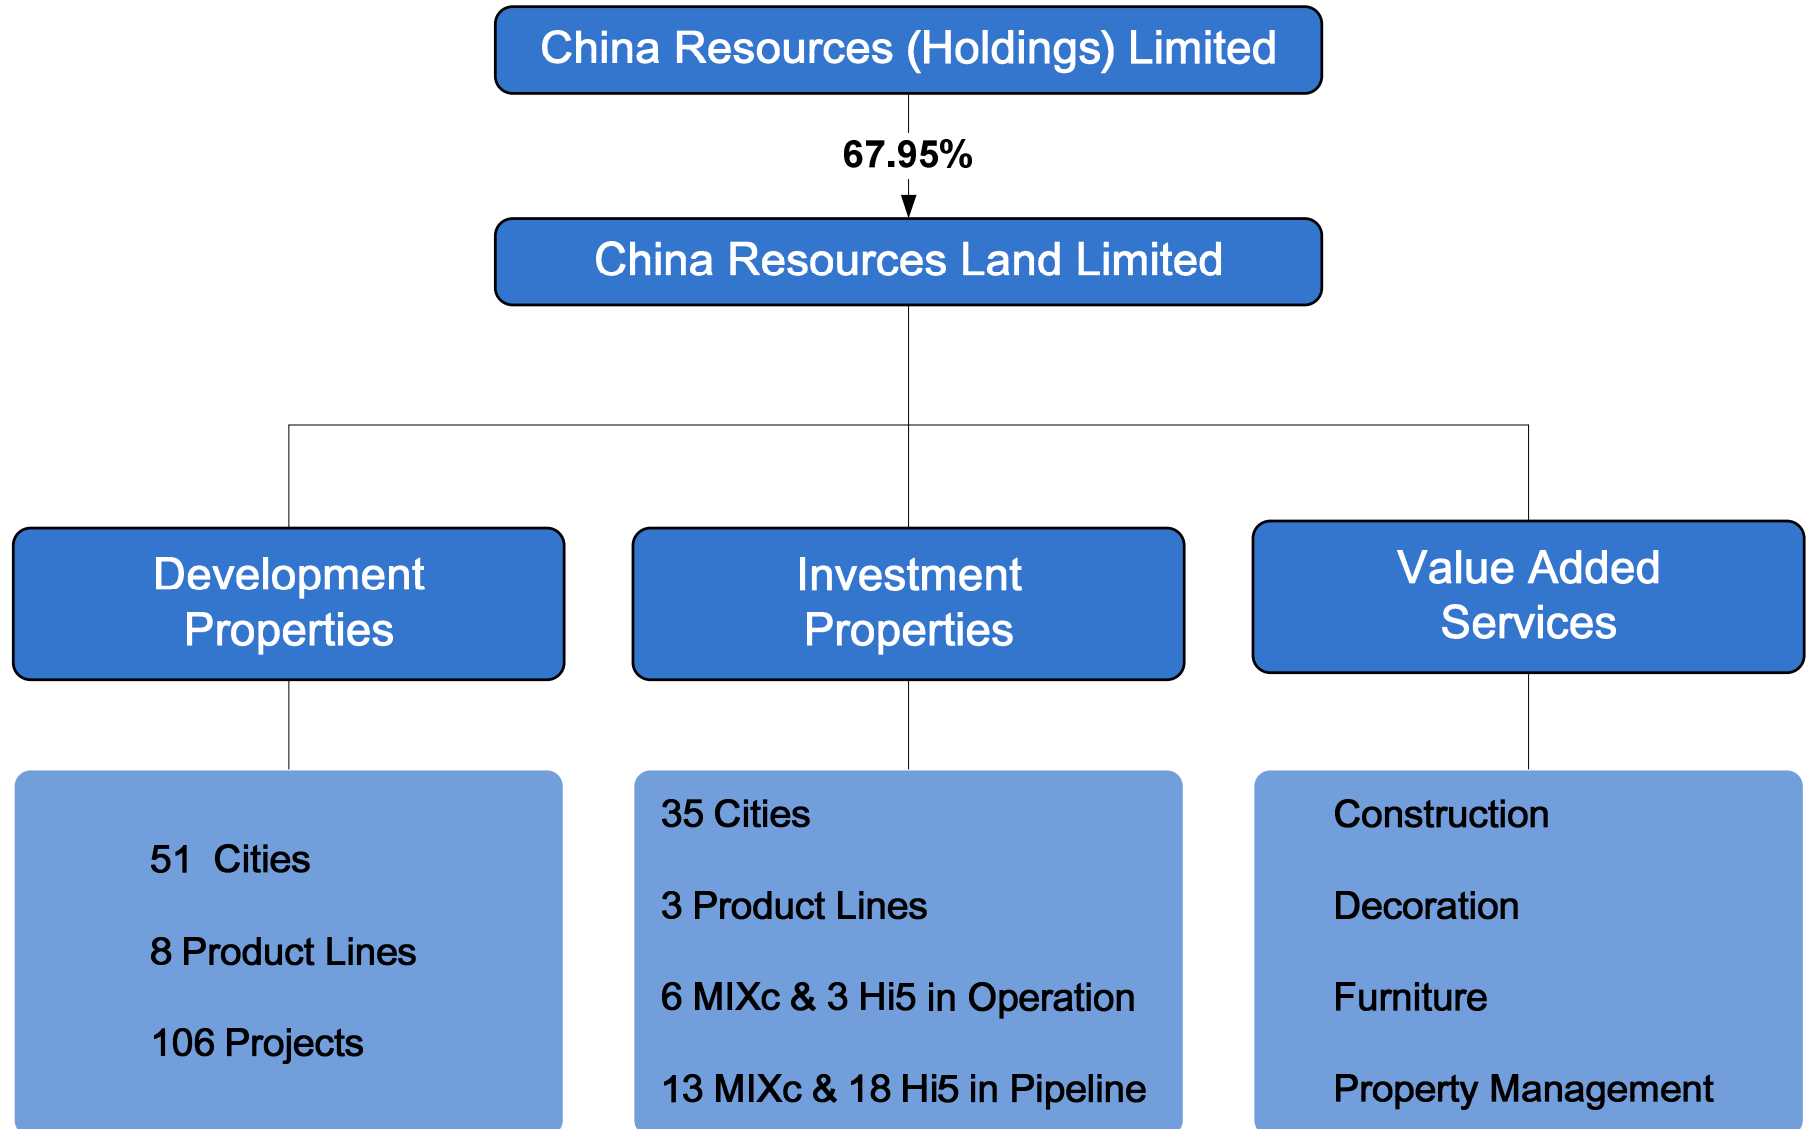 China Resources (Holdings) Limited
67.95%
China Resources Land Limited
Development
Properties
Investment
Properties
Value Added
Services
51 Cities
8 Product Lines
106 Projects
35 Cities
3 Product Lines
6 MIXc & 3 Hi5 in Operation
13 MIXc & 18 Hi5 in Pipeline
Construction
Decoration
Furniture
Property Management